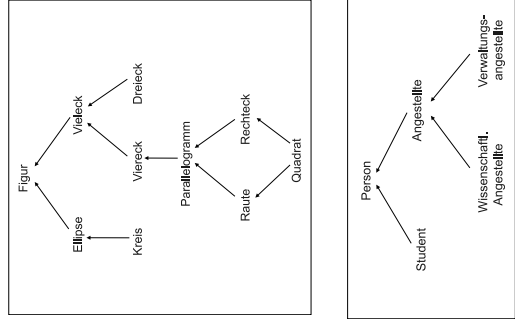 Figur
Ellipse
Vieleck
Kreis
Viereck
Dreieck
Parallelogramm
Raute
Rechteck
Quadrat
Person
Student
Angestellte
Wissenschaftl.
Angestellte
Verwaltungs-
angestellte